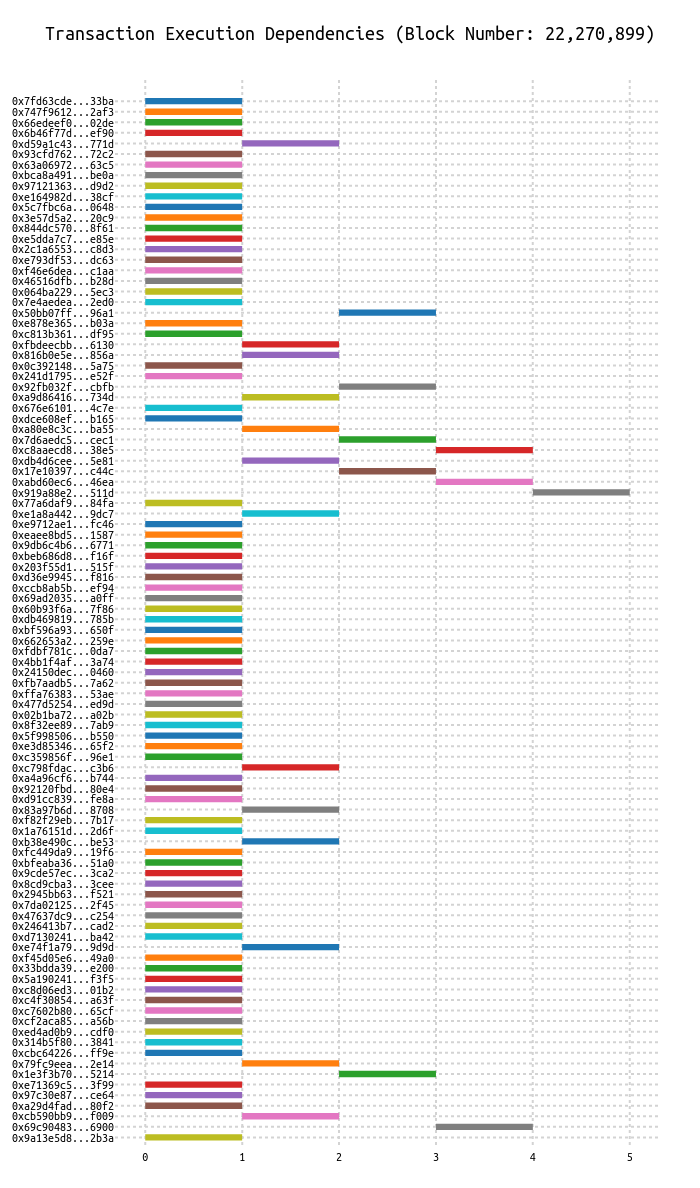 Transaction Execution Dependencies (Block Number: 22,270,899)
0x7fd63cde...33ba
0x747f9612...2af3
0x66edeef0...02de
0x6b46f77d...ef90
0xd59a1c43...771d
0x93cfd762...72c2
0x63a06972...63c5
0xbca8a491...be0a
0x97121363...d9d2
0xe164982d...38cf
0x5c7fbc6a...0648
0x3e57d5a2...20c9
0x844dc570...8f61
0xe5dda7c7...e85e
0x2c1a6553...c8d3
0xe793df53...dc63
0xf46e6dea...c1aa
0x46516dfb...b28d
0x064ba229...5ec3
0x7e4aedea...2ed0
0x50bb07ff...96a1
0xe878e365...b03a
0xc813b361...df95
0xfbdeecbb...6130
0x816b0e5e...856a
0x0c392148...5a75
0x241d1795...e52f
0x92fb032f...cbfb
0xa9d86416...734d
0x676e6101...4c7e
0xdce608ef...b165
0xa80e8c3c...ba55
0x7d6aedc5...cec1
0xc8aaecd8...38e5
0xdb4d6cee...5e81
0x17e10397...c44c
0xabd60ec6...46ea
0x919a88e2...511d
0x77a6daf9...84fa
0xe1a8a442...9dc7
0xe9712ae1...fc46
0xeaee8bd5...1587
0x9db6c4b6...6771
0xbeb686d8...f16f
0x203f55d1...515f
0xd36e9945...f816
0xccb8ab5b...ef94
0x69ad2035...a0ff
0x60b93f6a...7f86
0xdb469819...785b
0xbf596a93...650f
0x662653a2...259e
0xfdbf781c...0da7
0x4bb1f4af...3a74
0x24150dec...0460
0xfb7aadb5...7a62
0xffa76383...53ae
0x477d5254...ed9d
0x02b1ba72...a02b
0x8f32ee89...7ab9
0x5f998506...b550
0xe3d85346...65f2
0xc359856f...96e1
0xc798fdac...c3b6
0xa4a96cf6...b744
0x92120fbd...80e4
0xd91cc839...fe8a
0x83a97b6d...8708
0xf82f29eb...7b17
0x1a76151d...2d6f
0xb38e490c...be53
0xfc449da9...19f6
0xbfeaba36...51a0
0x9cde57ec...3ca2
0x8cd9cba3...3cee
0x2945bb63...f521
0x7da02125...2f45
0x47637dc9...c254
0x246413b7...cad2
0xd7130241...ba42
0xe74f1a79...9d9d
0xf45d05e6...49a0
0x33bdda39...e200
0x5a190241...f3f5
0xc8d06ed3...01b2
0xc4f30854...a63f
0xc7602b80...65cf
0xcf2aca85...a56b
0xed4ad0b9...cdf0
0x314b5f80...3841
0xcbc64226...ff9e
0x79fc9eea...2e14
0x1e3f3b70...5214
0xe71369c5...3f99
0x97c30e87...ce64
0xa29d4fad...80f2
0xcb590bb9...f009
0x69c90483...6900
0x9a13e5d8...2b3a
0 1 2 3 4 5